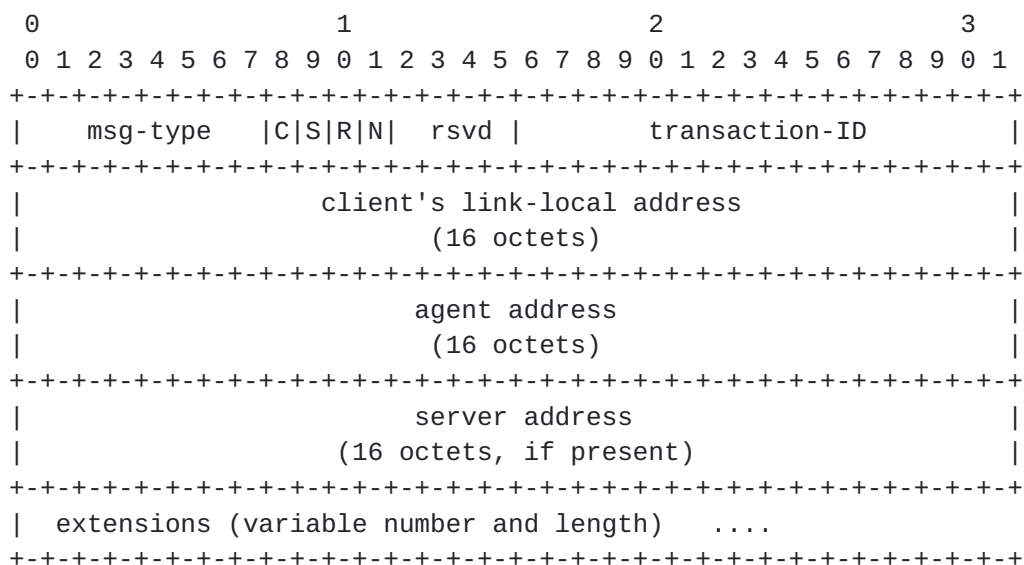 0                   1                   2                   3
 0 1 2 3 4 5 6 7 8 9 0 1 2 3 4 5 6 7 8 9 0 1 2 3 4 5 6 7 8 9 0 1
+-+-+-+-+-+-+-+-+-+-+-+-+-+-+-+-+-+-+-+-+-+-+-+-+-+-+-+-+-+-+-+-+
|    msg-type   |C|S|R|N|  rsvd |        transaction-ID         |
+-+-+-+-+-+-+-+-+-+-+-+-+-+-+-+-+-+-+-+-+-+-+-+-+-+-+-+-+-+-+-+-+
|                   client's link-local address                 |
|                          (16 octets)                          |
+-+-+-+-+-+-+-+-+-+-+-+-+-+-+-+-+-+-+-+-+-+-+-+-+-+-+-+-+-+-+-+-+
|                         agent address                         |
|                          (16 octets)                          |
+-+-+-+-+-+-+-+-+-+-+-+-+-+-+-+-+-+-+-+-+-+-+-+-+-+-+-+-+-+-+-+-+
|                         server address                        |
|                    (16 octets, if present)                    |
+-+-+-+-+-+-+-+-+-+-+-+-+-+-+-+-+-+-+-+-+-+-+-+-+-+-+-+-+-+-+-+-+
|  extensions (variable number and length)   ....
+-+-+-+-+-+-+-+-+-+-+-+-+-+-+-+-+-+-+-+-+-+-+-+-+-+-+-+-+-+-+-+-+